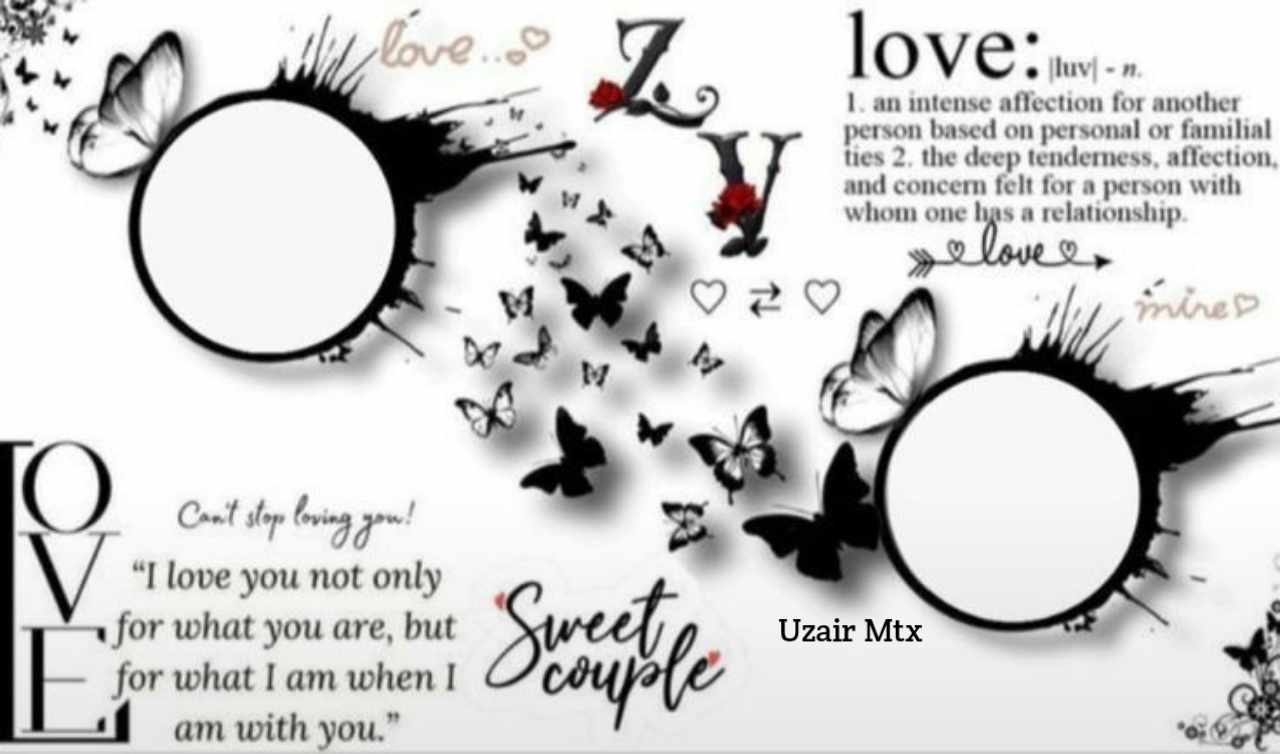 love...
Z
V
love: |luv| - n.
1. an intense affection for another
person based on personal or familial
ties 2. the deep tenderness, affection,
and concern felt for a person with
whom one has a relationship.
love
mine
LOVE
Can't stop loving you!
“I love you not only
for what you are, but
for what I am when I
am with you.”
Sweet
couple
Uzair Mtx